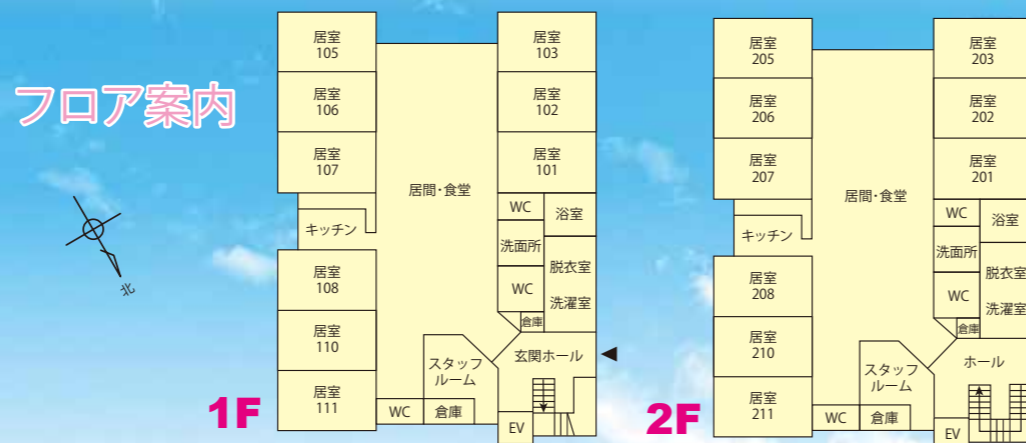 フロア案内
北
1F
居室
105
居室
103
居室
106
居室
102
居室
107
居室
101
居間・食堂
WC
浴室
キッチン
洗面所
脱衣室
洗濯室
居室
108
WC
倉庫
居室
110
スタッフ
ルーム
玄関ホール
居室
111
WC
倉庫
EV
2F
居室
205
居室
203
居室
206
居室
202
居室
207
居室
201
居間・食堂
WC
浴室
キッチン
洗面所
脱衣室
洗濯室
居室
208
WC
倉庫
居室
210
スタッフ
ルーム
ホール
居室
211
WC
倉庫
EV